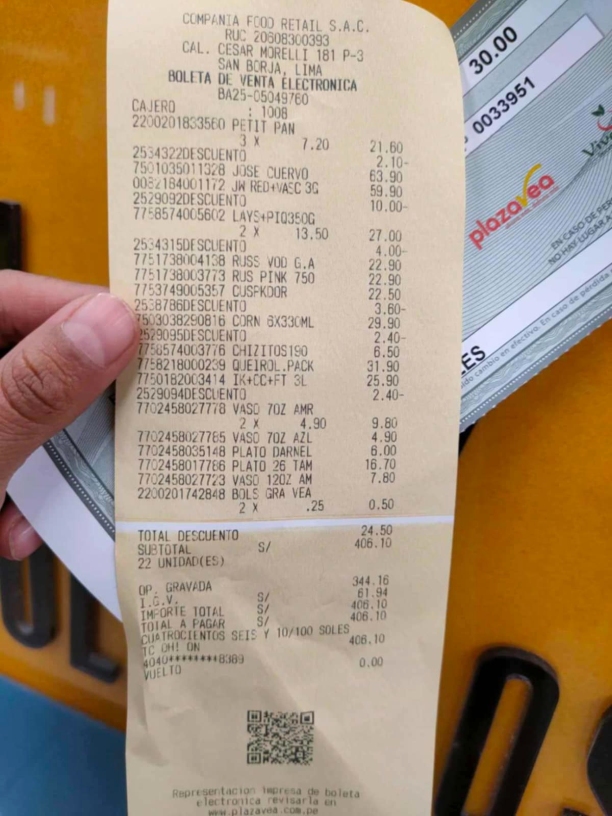 COMPANIA FOOD RETAIL S.A.C.
RUC 20608300393
CAL. CESAR MORELLI 181 P-3
SAN BORJA, LIMA
BOLETA DE VENTA ELECTRONICA
BA25-05049760
CAJERO : 1008
2200201833560 PETIT PAN
3 X 7.20 21.60
2534322DESCUENTO 2.10-
7501035011328 JOSE CUERVO 63.90
0082184001172 JW RED+VASC 3G 59.90
2529092DESCUENTO 10.00-
7758574005602 LAYS+PIQ350G
2 X 13.50 27.00
2534315DESCUENTO 4.00-
7751738004138 RUSS VOD G.A 22.90
7751738003773 RUS PINK 750 22.90
7753749005357 CUSPKDOR 22.50
2538786DESCUENTO 3.60-
7503038290816 CORN 6X330ML 29.90
2529095DESCUENTO 2.40-
7758574003776 CHIZITOS190 6.50
7758218000239 QUEIROL.PACK 31.90
7750182003414 IK+CC+FT 3L 25.90
2529094DESCUENTO 2.40-
7702458027778 VASO 7OZ AMR
2 X 4.90 9.80
7702458027785 VASO 7OZ AZL 4.90
7702458035148 PLATO DARNEL 6.00
7702458017786 PLATO 26 TAM 16.70
7702458027723 VASO 12OZ AM 7.80
2200201742848 BOLS GRA VEA
2 X .25 0.50
TOTAL DESCUENTO 24.50
SUBTOTAL S/ 406.10
22 UNIDAD(ES)
OP. GRAVADA S/ 344.16
I.G.V. S/ 61.94
IMPORTE TOTAL S/ 406.10
TOTAL A PAGAR S/ 406.10
CUATROCIENTOS SEIS Y 10/100 SOLES
TC OH! ON 406.10
4040********8389
VUELTO 0.00
Representacion impresa de boleta
electronica revisarla en
www.plazavea.com.pe
30.00
0033951
plazavea
EN CASO DE
NO HAY LUGAR